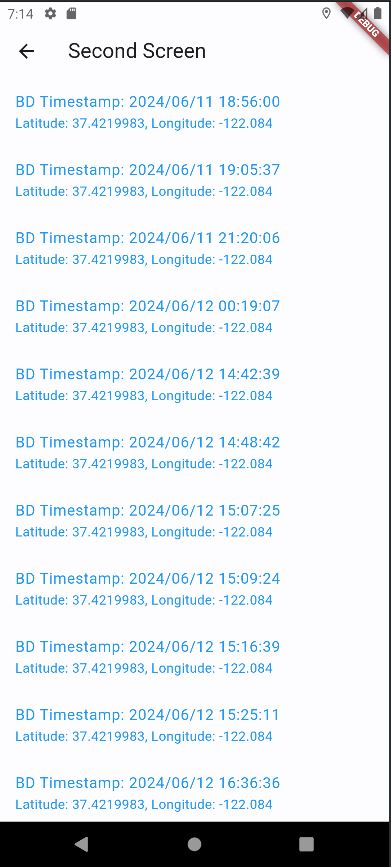 7:14
DEBUG
Second Screen
BD Timestamp: 2024/06/11 18:56:00
Latitude: 37.4219983, Longitude: -122.084
BD Timestamp: 2024/06/11 19:05:37
Latitude: 37.4219983, Longitude: -122.084
BD Timestamp: 2024/06/11 21:20:06
Latitude: 37.4219983, Longitude: -122.084
BD Timestamp: 2024/06/12 00:19:07
Latitude: 37.4219983, Longitude: -122.084
BD Timestamp: 2024/06/12 14:42:39
Latitude: 37.4219983, Longitude: -122.084
BD Timestamp: 2024/06/12 14:48:42
Latitude: 37.4219983, Longitude: -122.084
BD Timestamp: 2024/06/12 15:07:25
Latitude: 37.4219983, Longitude: -122.084
BD Timestamp: 2024/06/12 15:09:24
Latitude: 37.4219983, Longitude: -122.084
BD Timestamp: 2024/06/12 15:16:39
Latitude: 37.4219983, Longitude: -122.084
BD Timestamp: 2024/06/12 15:25:11
Latitude: 37.4219983, Longitude: -122.084
BD Timestamp: 2024/06/12 16:36:36
Latitude: 37.4219983, Longitude: -122.084